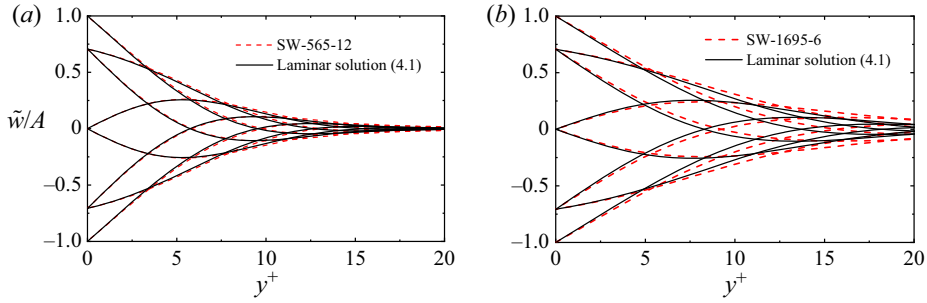 (a)
1.0
0.5
0
–0.5
–1.0
w̃/A
SW-565-12
Laminar solution (4.1)
0 5 10 15 20
y+
(b)
1.0
0.5
0
–0.5
–1.0
SW-1695-6
Laminar solution (4.1)
0 5 10 15 20
y+